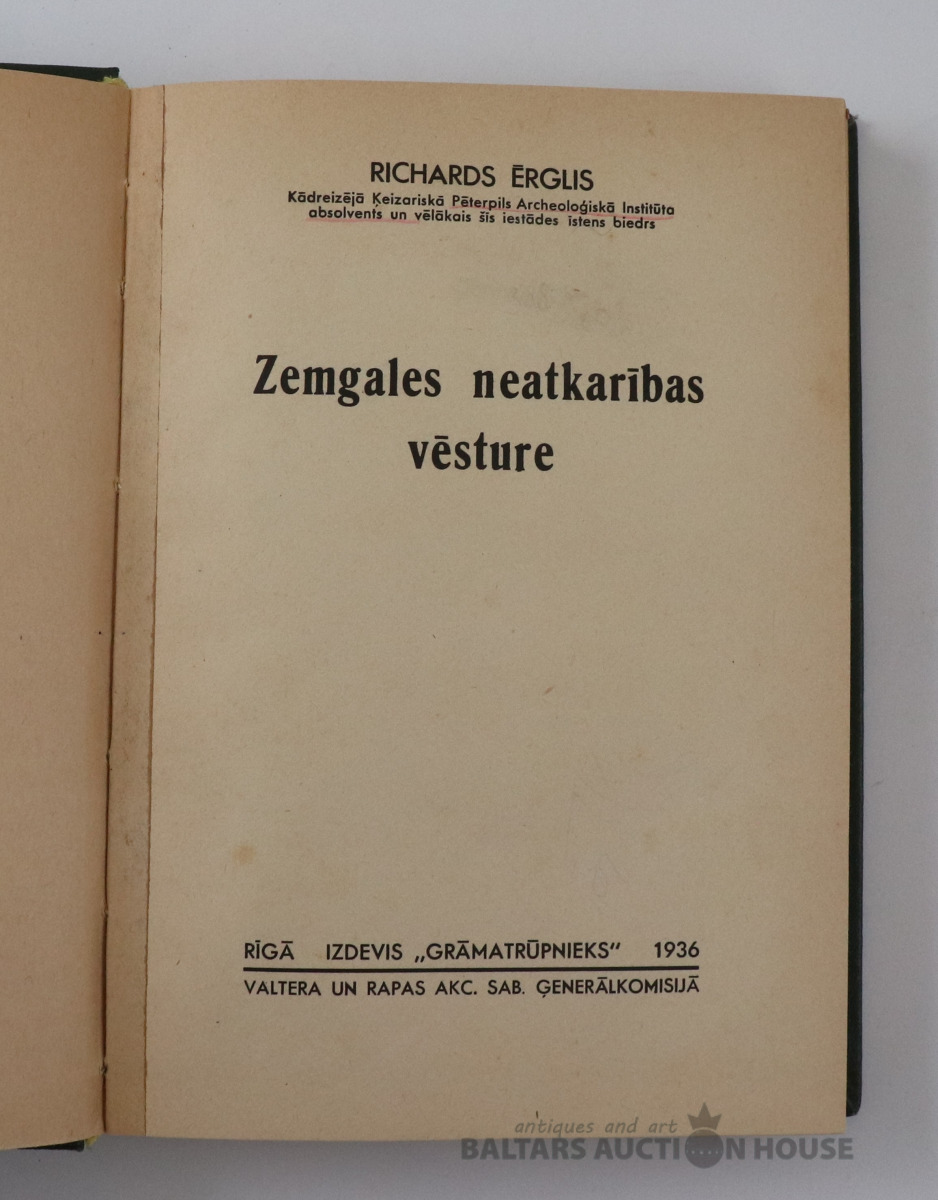 RICHARDS ĒRGLIS
Kādreizējā Ķeizariskā Pēterpils Archeoloģiskā Institūta
absolvents un vēlākais šīs iestādes īstens biedrs
Zemgales neatkarības
vēsture
RĪGĀ IZDEVIS „GRĀMATRŪPNIEKS“ 1936
VALTERA UN RAPAS AKC. SAB. ĢENERĀLKOMISIJĀ
antiques and art
BALTARS AUCTION HOUSE